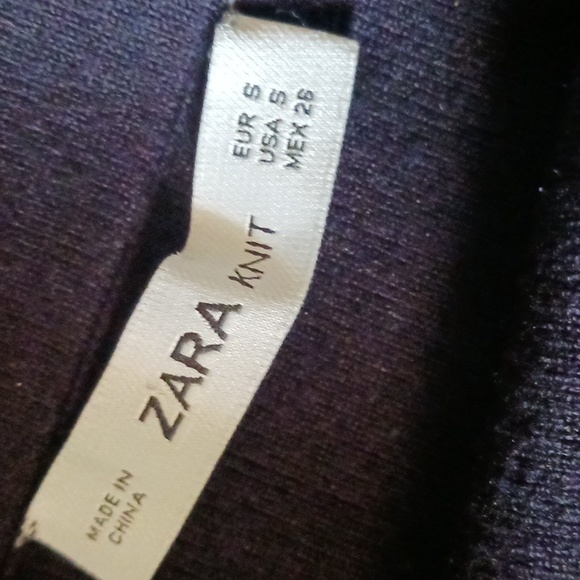 MADE IN
CHINA
ZARA KNIT
EUR S
USA S
MEX 26